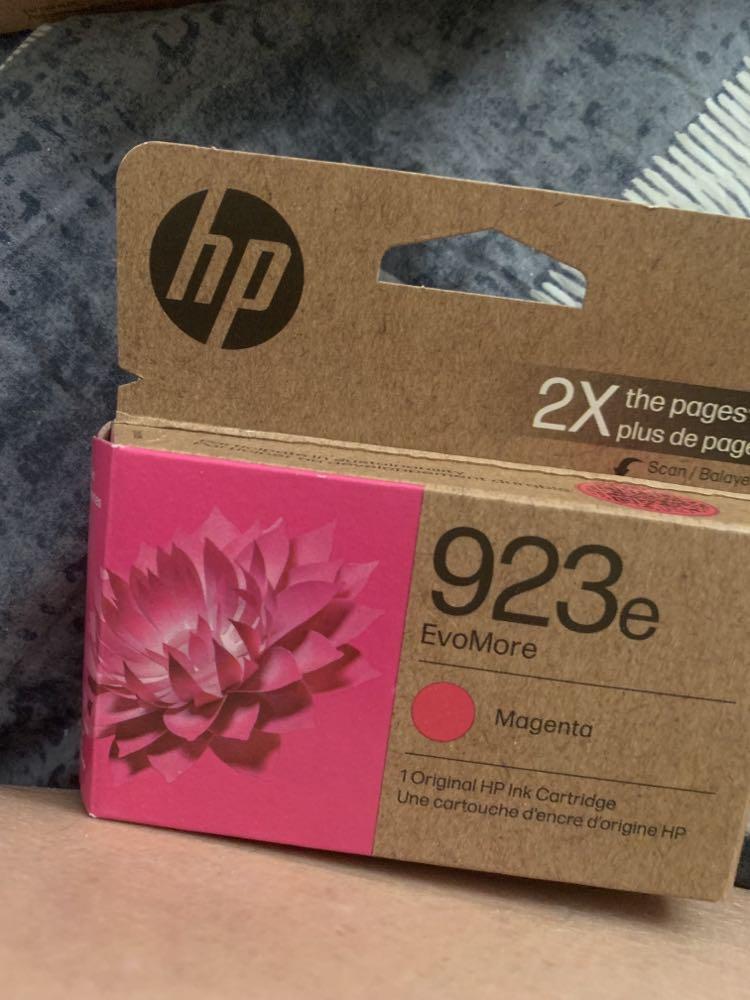 hp
2X the pages
plus de page
Scan / Balaye
923e
EvoMore
Magenta
1 Original HP Ink Cartridge
Une cartouche d'encre d'origine HP